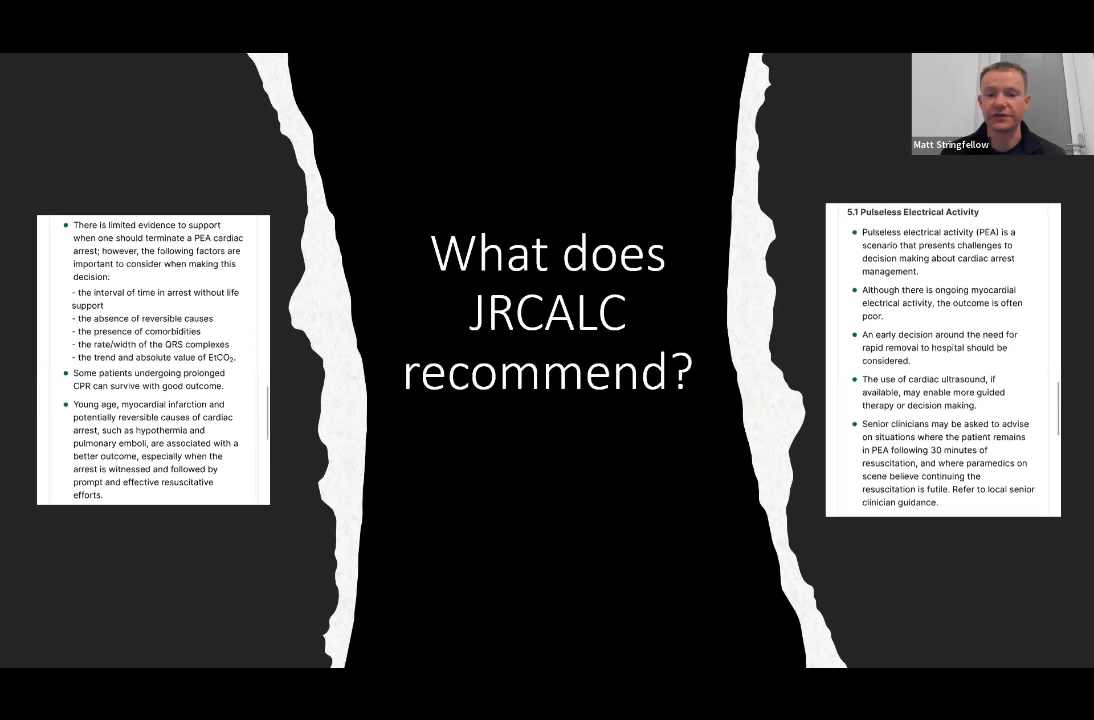 Matt Stringfellow
• There is limited evidence to support
when one should terminate a PEA cardiac
arrest; however, the following factors are
important to consider when making this
decision:
- the interval of time in arrest without life
support
- the absence of reversible causes
- the presence of comorbidities
- the rate/width of the QRS complexes
- the trend and absolute value of EtCO₂.
• Some patients undergoing prolonged
CPR can survive with good outcome.
• Young age, myocardial infarction and
potentially reversible causes of cardiac
arrest, such as hypothermia and
pulmonary emboli, are associated with a
better outcome, especially when the
arrest is witnessed and followed by
prompt and effective resuscitative
efforts.
What does
JRCALC
recommend?
5.1 Pulseless Electrical Activity
• Pulseless electrical activity (PEA) is a
scenario that presents challenges to
decision making about cardiac arrest
management.
• Although there is ongoing myocardial
electrical activity, the outcome is often
poor.
• An early decision around the need for
rapid removal to hospital should be
considered.
• The use of cardiac ultrasound, if
available, may enable more guided
therapy or decision making.
• Senior clinicians may be asked to advise
on situations where the patient remains
in PEA following 30 minutes of
resuscitation, and where paramedics on
scene believe continuing the
resuscitation is futile. Refer to local senior
clinician guidance.